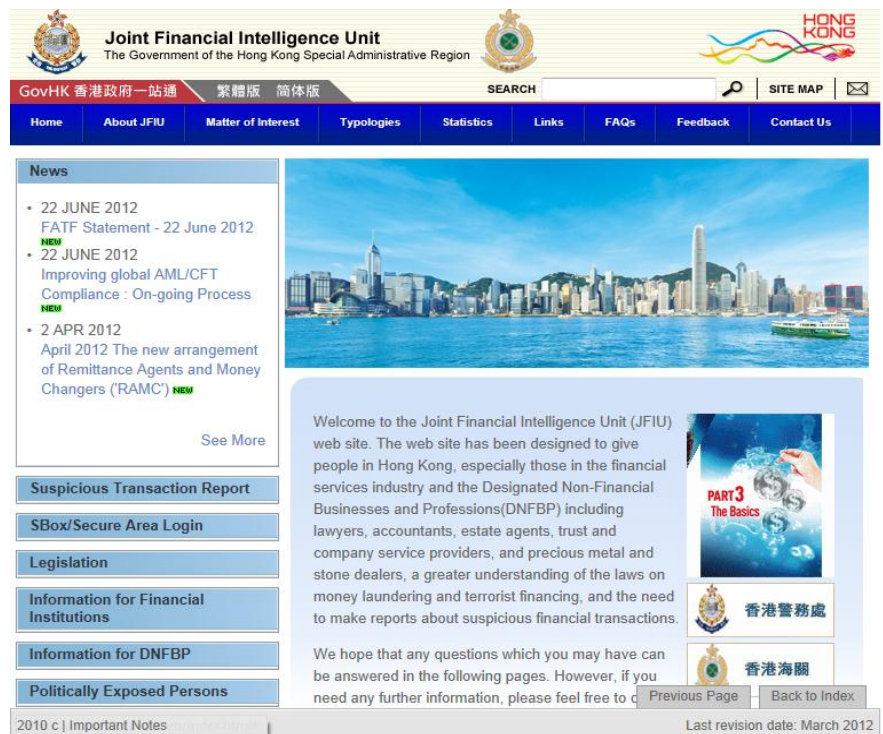 Joint Financial Intelligence Unit
The Government of the Hong Kong Special Administrative Region
HONG
KONG
GovHK 香港政府一站通 繁體版 简体版
SEARCH
SITE MAP
Home About JFIU Matter of Interest Typologies Statistics Links FAQs Feedback Contact Us
News
• 22 JUNE 2012
FATF Statement - 22 June 2012
NEW
• 22 JUNE 2012
Improving global AML/CFT
Compliance : On-going Process
NEW
• 2 APR 2012
April 2012 The new arrangement
of Remittance Agents and Money
Changers ('RAMC') NEW
See More
Suspicious Transaction Report
SBox/Secure Area Login
Legislation
Information for Financial
Institutions
Information for DNFBP
Politically Exposed Persons
Welcome to the Joint Financial Intelligence Unit (JFIU)
web site. The web site has been designed to give
people in Hong Kong, especially those in the financial
services industry and the Designated Non-Financial
Businesses and Professions(DNFBP) including
lawyers, accountants, estate agents, trust and
company service providers, and precious metal and
stone dealers, a greater understanding of the laws on
money laundering and terrorist financing, and the need
to make reports about suspicious financial transactions.
We hope that any questions which you may have can
be answered in the following pages. However, if you
need any further information, please feel free to c
PART3
The Basics
香港警務處
香港海關
Previous Page Back to Index
2010 c | Important Notes
Last revision date: March 2012